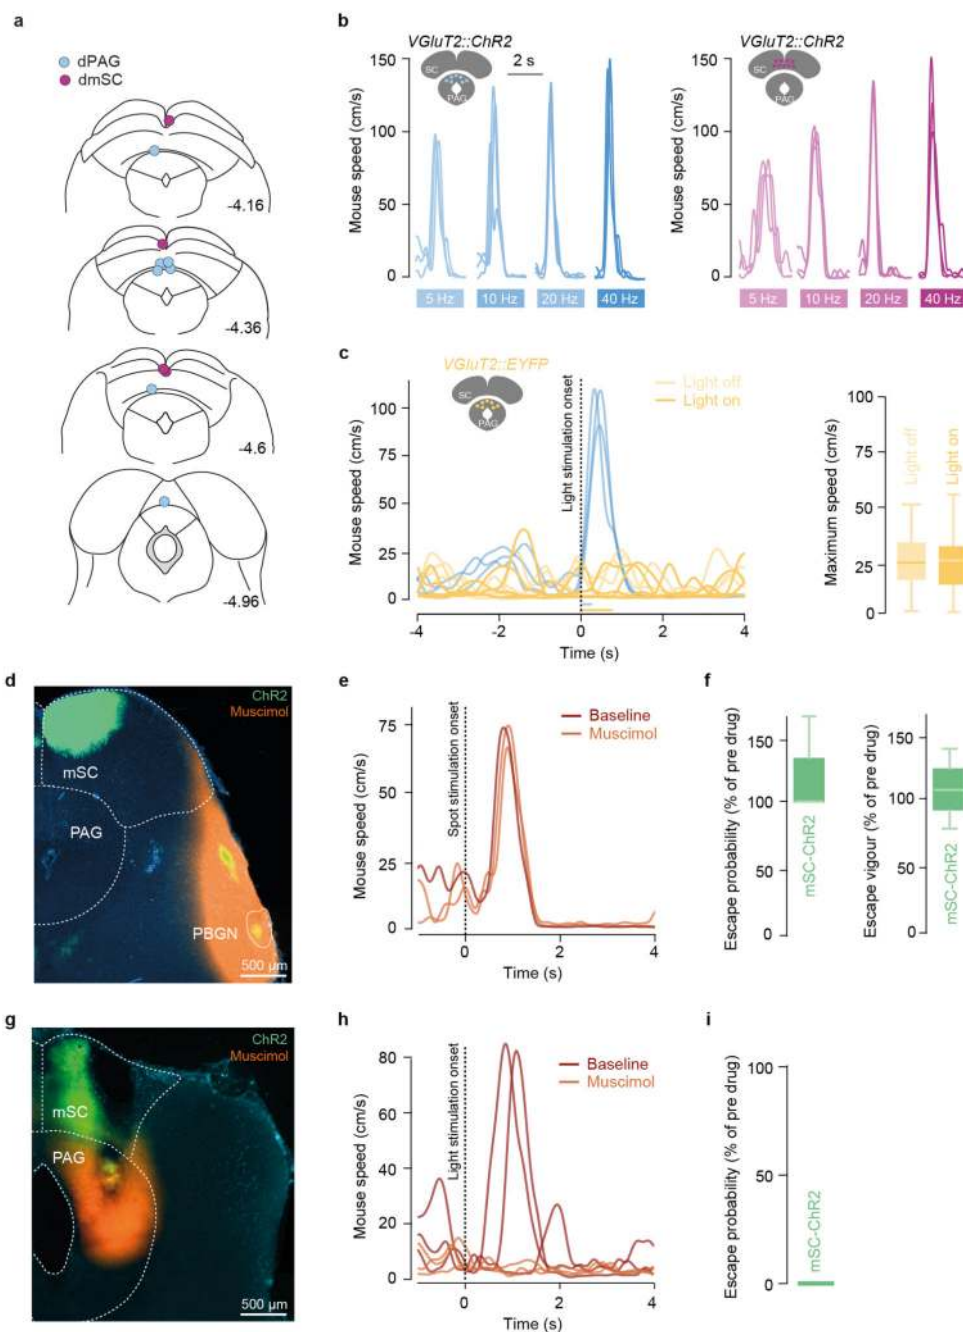 a
dPAG
dmSC
-4.16
-4.36
-4.6
-4.96
b
VGluT2::ChR2
SC
PAG
2 s
Mouse speed (cm/s)
150
100
50
0
5 Hz
10 Hz
20 Hz
40 Hz
VGluT2::ChR2
SC
PAG
Mouse speed (cm/s)
150
100
50
0
5 Hz
10 Hz
20 Hz
40 Hz
c
VGluT2::EYFP
SC
PAG
Light off
Light on
Light stimulation onset
Mouse speed (cm/s)
100
75
50
25
0
-4
-2
0
2
4
Time (s)
Maximum speed (cm/s)
100
75
50
25
0
Light off
Light on
d
ChR2
Muscimol
mSC
PAG
PBGN
500 µm
e
Baseline
Muscimol
Spot stimulation onset
Mouse speed (cm/s)
75
50
25
0
0
2
4
Time (s)
f
Escape probability (% of pre drug)
150
100
50
0
mSC-ChR2
Escape vigour (% of pre drug)
150
100
50
0
mSC-ChR2
g
ChR2
Muscimol
mSC
PAG
500 µm
h
Baseline
Muscimol
Light stimulation onset
Mouse speed (cm/s)
80
60
40
20
0
0
2
4
Time (s)
i
Escape probability (% of pre drug)
100
50
0
mSC-ChR2